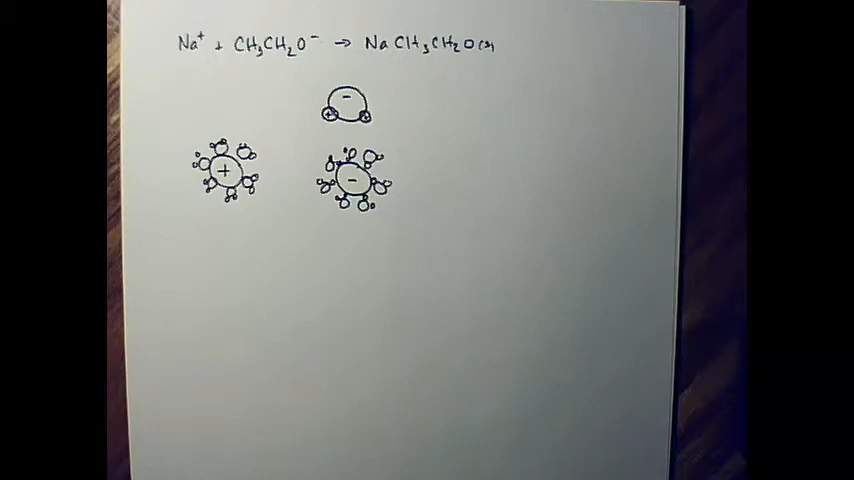 Na⁺ + CH₃CH₂O⁻ → NaCH₃CH₂O(s)
-
+ +
+ -